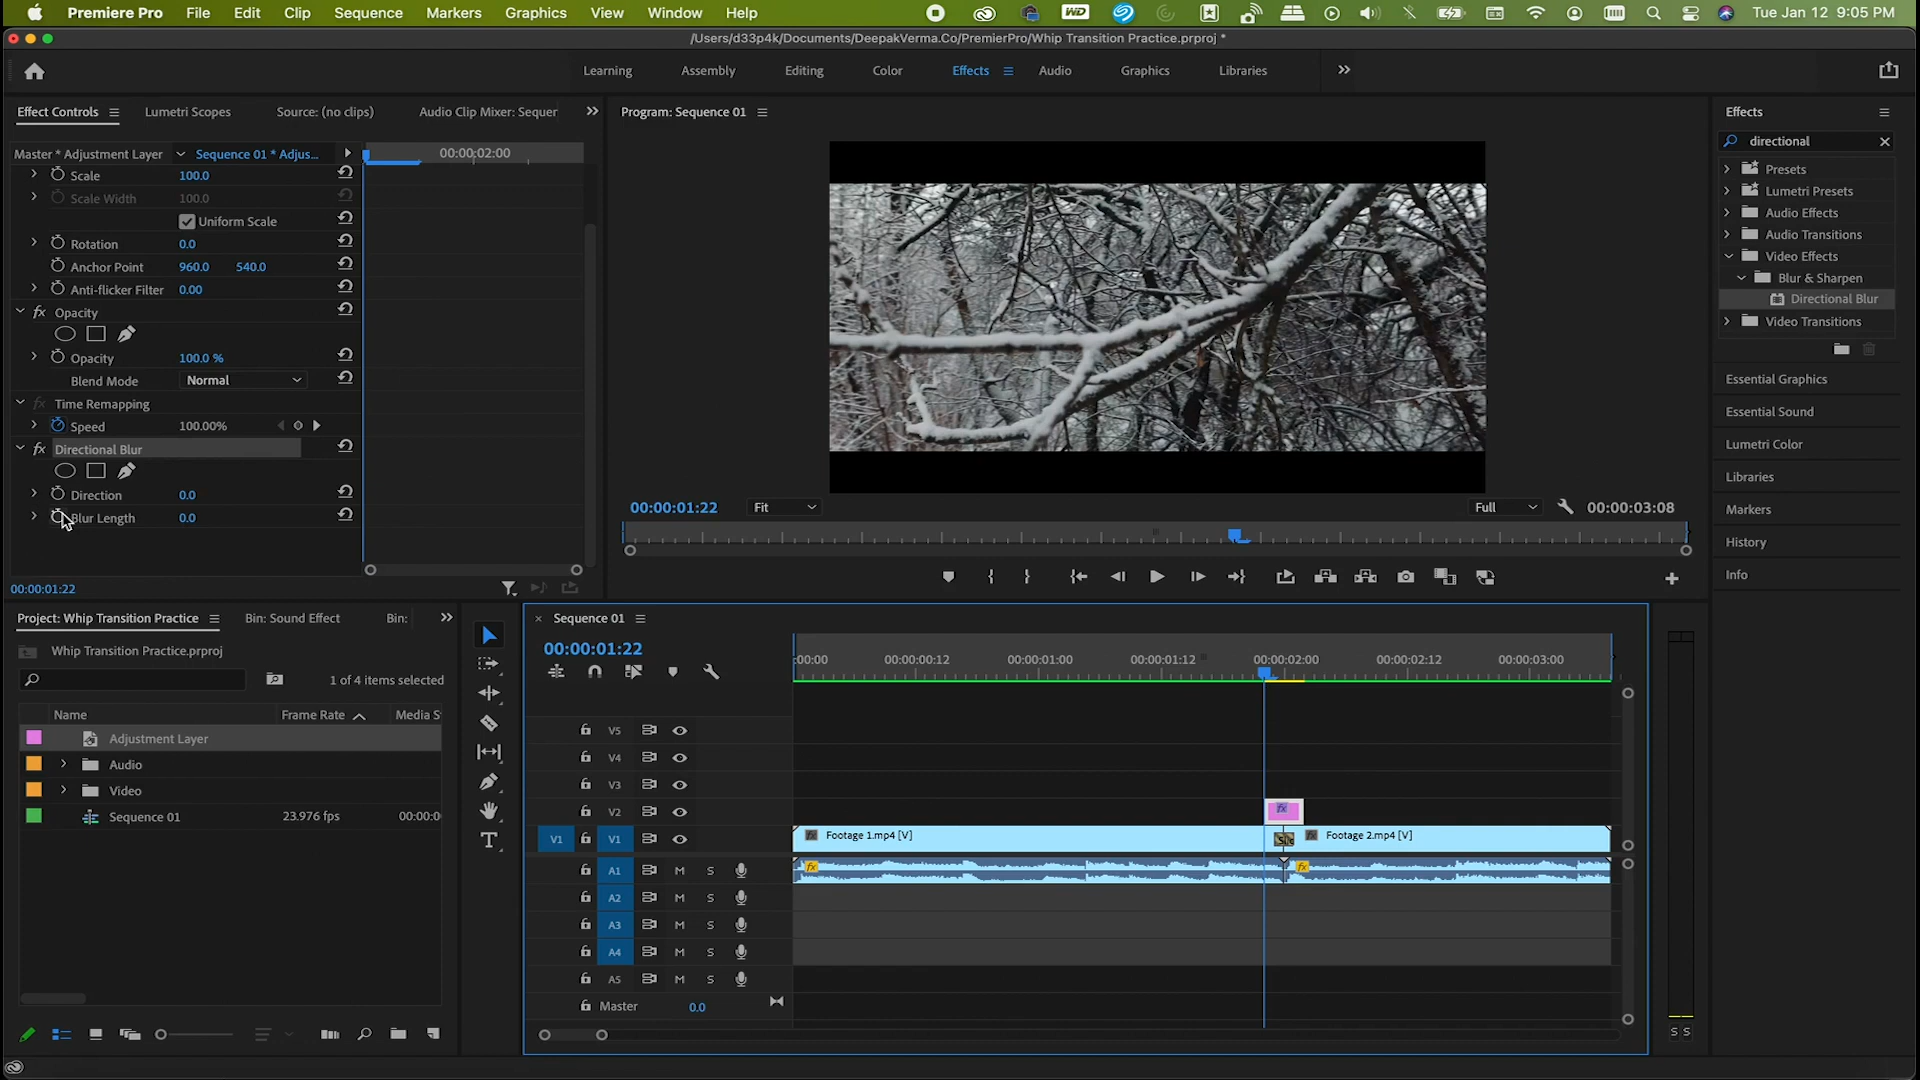 Premiere Pro File Edit Clip Sequence Markers Graphics View Window Help WD Tue Jan 12 9:05 PM
/Users/d33p4k/Documents/DeepakVerma.Co/PremierPro/Whip Transition Practice.prproj *
Learning Assembly Editing Color Effects Audio Graphics Libraries
Effect Controls Lumetri Scopes Source: (no clips) Audio Clip Mixer: Sequer
Program: Sequence 01
Effects
Master * Adjustment Layer Sequence 01 * Adjus... 00:00:02:00
directional
Scale 100.0
Scale Width 100.0
Uniform Scale
Rotation 0.0
Anchor Point 960.0 540.0
Anti-flicker Filter 0.00
Opacity
Opacity 100.0 %
Blend Mode Normal
Time Remapping
Speed 100.00%
Directional Blur
Direction 0.0
Blur Length 0.0
00:00:01:22
00:00:01:22 Fit Full 00:00:03:08
Presets
Lumetri Presets
Audio Effects
Audio Transitions
Video Effects
Blur & Sharpen
Directional Blur
Video Transitions
Essential Graphics
Essential Sound
Lumetri Color
Libraries
Markers
History
Info
Project: Whip Transition Practice Bin: Sound Effect Bin:
Whip Transition Practice.prproj
1 of 4 items selected
Name Frame Rate Media S
Adjustment Layer
Audio
Video
Sequence 01 23.976 fps 00:00:0
Sequence 01
00:00:01:22
:00:00 00:00:00:12 00:00:01:00 00:00:01:12 00:00:02:00 00:00:02:12 00:00:03:00
V5
V4
V3
V2 fx
V1 V1 Footage 1.mp4 [V] Footage 2.mp4 [V]
A1 M S fx fx
A2 M S
A3 M S
A4 M S
A5 M S
Master 0.0
S S